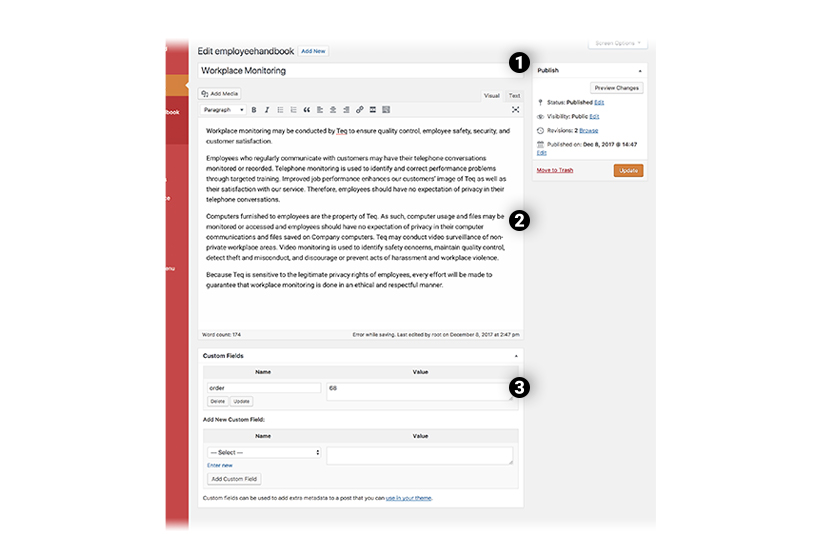 Screen Options
Edit employeehandbook Add New
1
Workplace Monitoring
Publish
Preview Changes
Add Media
Visual Text
Paragraph B I
Status: Published Edit
Visibility: Public Edit
Revisions: 2 Browse
Published on: Dec 8, 2017 @ 14:47
Edit
Move to Trash Update
book
Workplace monitoring may be conducted by Teq to ensure quality control, employee safety, security, and
customer satisfaction.
Employees who regularly communicate with customers may have their telephone conversations
monitored or recorded. Telephone monitoring is used to identify and correct performance problems
through targeted training. Improved job performance enhances our customers' image of Teq as well as
their satisfaction with our service. Therefore, employees should have no expectation of privacy in their
telephone conversations.
2
Computers furnished to employees are the property of Teq. As such, computer usage and files may be
monitored or accessed and employees should have no expectation of privacy in their computer
communications and files saved on Company computers. Teq may conduct video surveillance of non-
private workplace areas. Video monitoring is used to identify safety concerns, maintain quality control,
detect theft and misconduct, and discourage or prevent acts of harassment and workplace violence.
enu
Because Teq is sensitive to the legitimate privacy rights of employees, every effort will be made to
guarantee that workplace monitoring is done in an ethical and respectful manner.
Word count: 174 Error while saving. Last edited by root on December 8, 2017 at 2:47 pm
Custom Fields
Name Value
3
order 68
Delete Update
Add New Custom Field:
Name Value
— Select —
Enter new
Add Custom Field
Custom fields can be used to add extra metadata to a post that you can use in your theme.